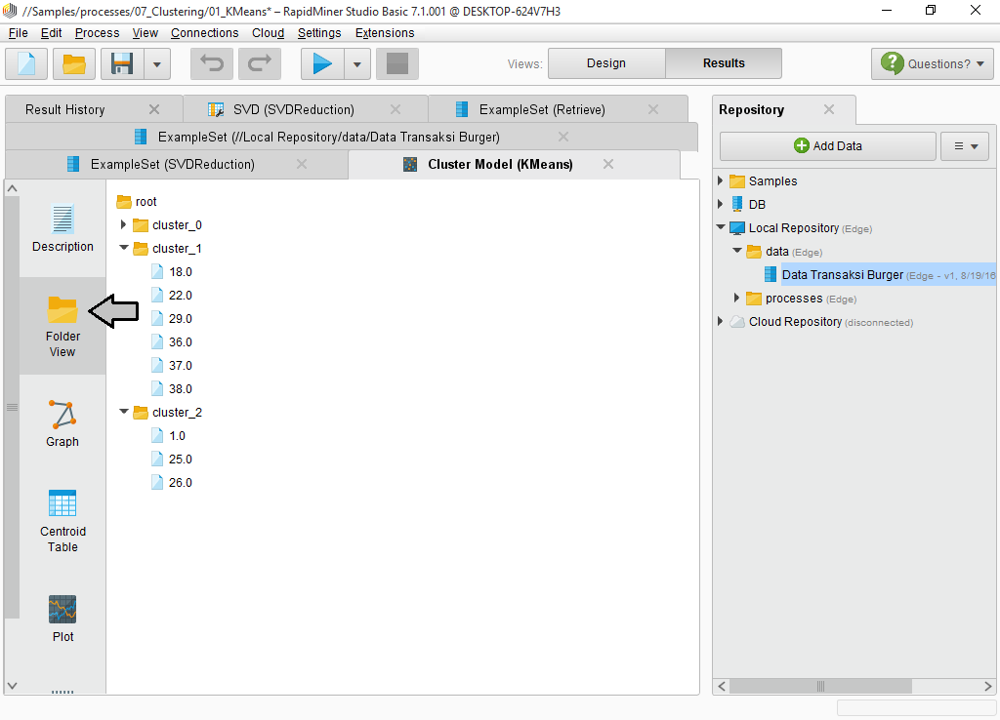 //Samples/processes/07_Clustering/01_KMeans* – RapidMiner Studio Basic 7.1.001 @ DESKTOP-624V7H3
File Edit Process View Connections Cloud Settings Extensions
Views: Design Results Questions?
Result History
SVD (SVDReduction)
ExampleSet (Retrieve)
ExampleSet (//Local Repository/data/Data Transaksi Burger)
ExampleSet (SVDReduction)
Cluster Model (KMeans)
Description
Folder
View
Graph
Centroid
Table
Plot
root
cluster_0
cluster_1
18.0
22.0
29.0
36.0
37.0
38.0
cluster_2
1.0
25.0
26.0
Repository
Add Data
Samples
DB
Local Repository (Edge)
data (Edge)
Data Transaksi Burger (Edge - v1, 8/19/16
processes (Edge)
Cloud Repository (disconnected)